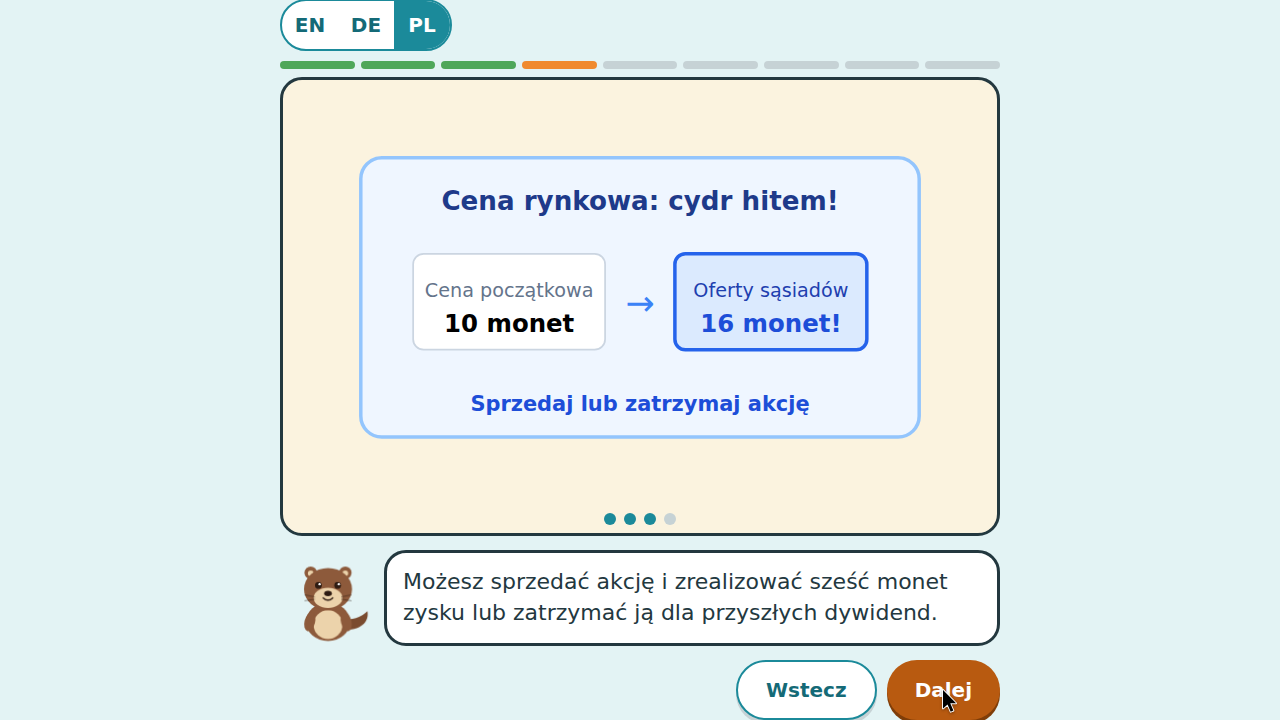 EN DE PL
Cena rynkowa: cydr hitem!
Cena początkowa → Oferty sąsiadów
10 monet 16 monet!
Sprzedaj lub zatrzymaj akcję
Możesz sprzedać akcję i zrealizować sześć monet
zysku lub zatrzymać ją dla przyszłych dywidend.
Wstecz Dalej